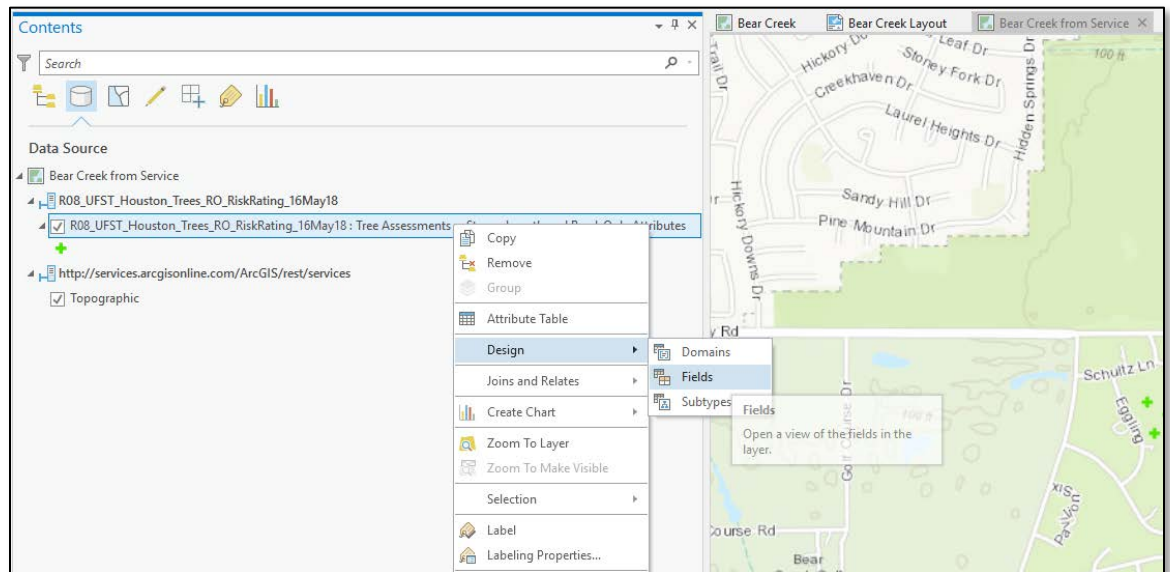 Contents
Search
Data Source
Bear Creek from Service
R08_UFST_Houston_Trees_RO_RiskRating_16May18
R08_UFST_Houston_Trees_RO_RiskRating_16May18 : Tree Assessments
http://services.arcgisonline.com/ArcGIS/rest/services
Topographic
Copy
Remove
Group
Attribute Table
Design
Joins and Relates
Create Chart
Zoom To Layer
Zoom To Make Visible
Selection
Label
Labeling Properties...
Domains
Fields
Subtypes
Fields
Open a view of the fields in the
layer.
Bear Creek
Bear Creek Layout
Bear Creek from Service
Trail Dr
Hickory
Leaf Dr
Stoney Fork Dr
Creekhaven Dr
Laurel Heights Dr
Hidden Springs Dr
100 ft
Sandy Hill Dr
Pine Mountain Dr
Hickory Downs Dr
Rd
Schultz Ln
Eggling
100 ft
Golf Course Dr
Course Rd
Bear